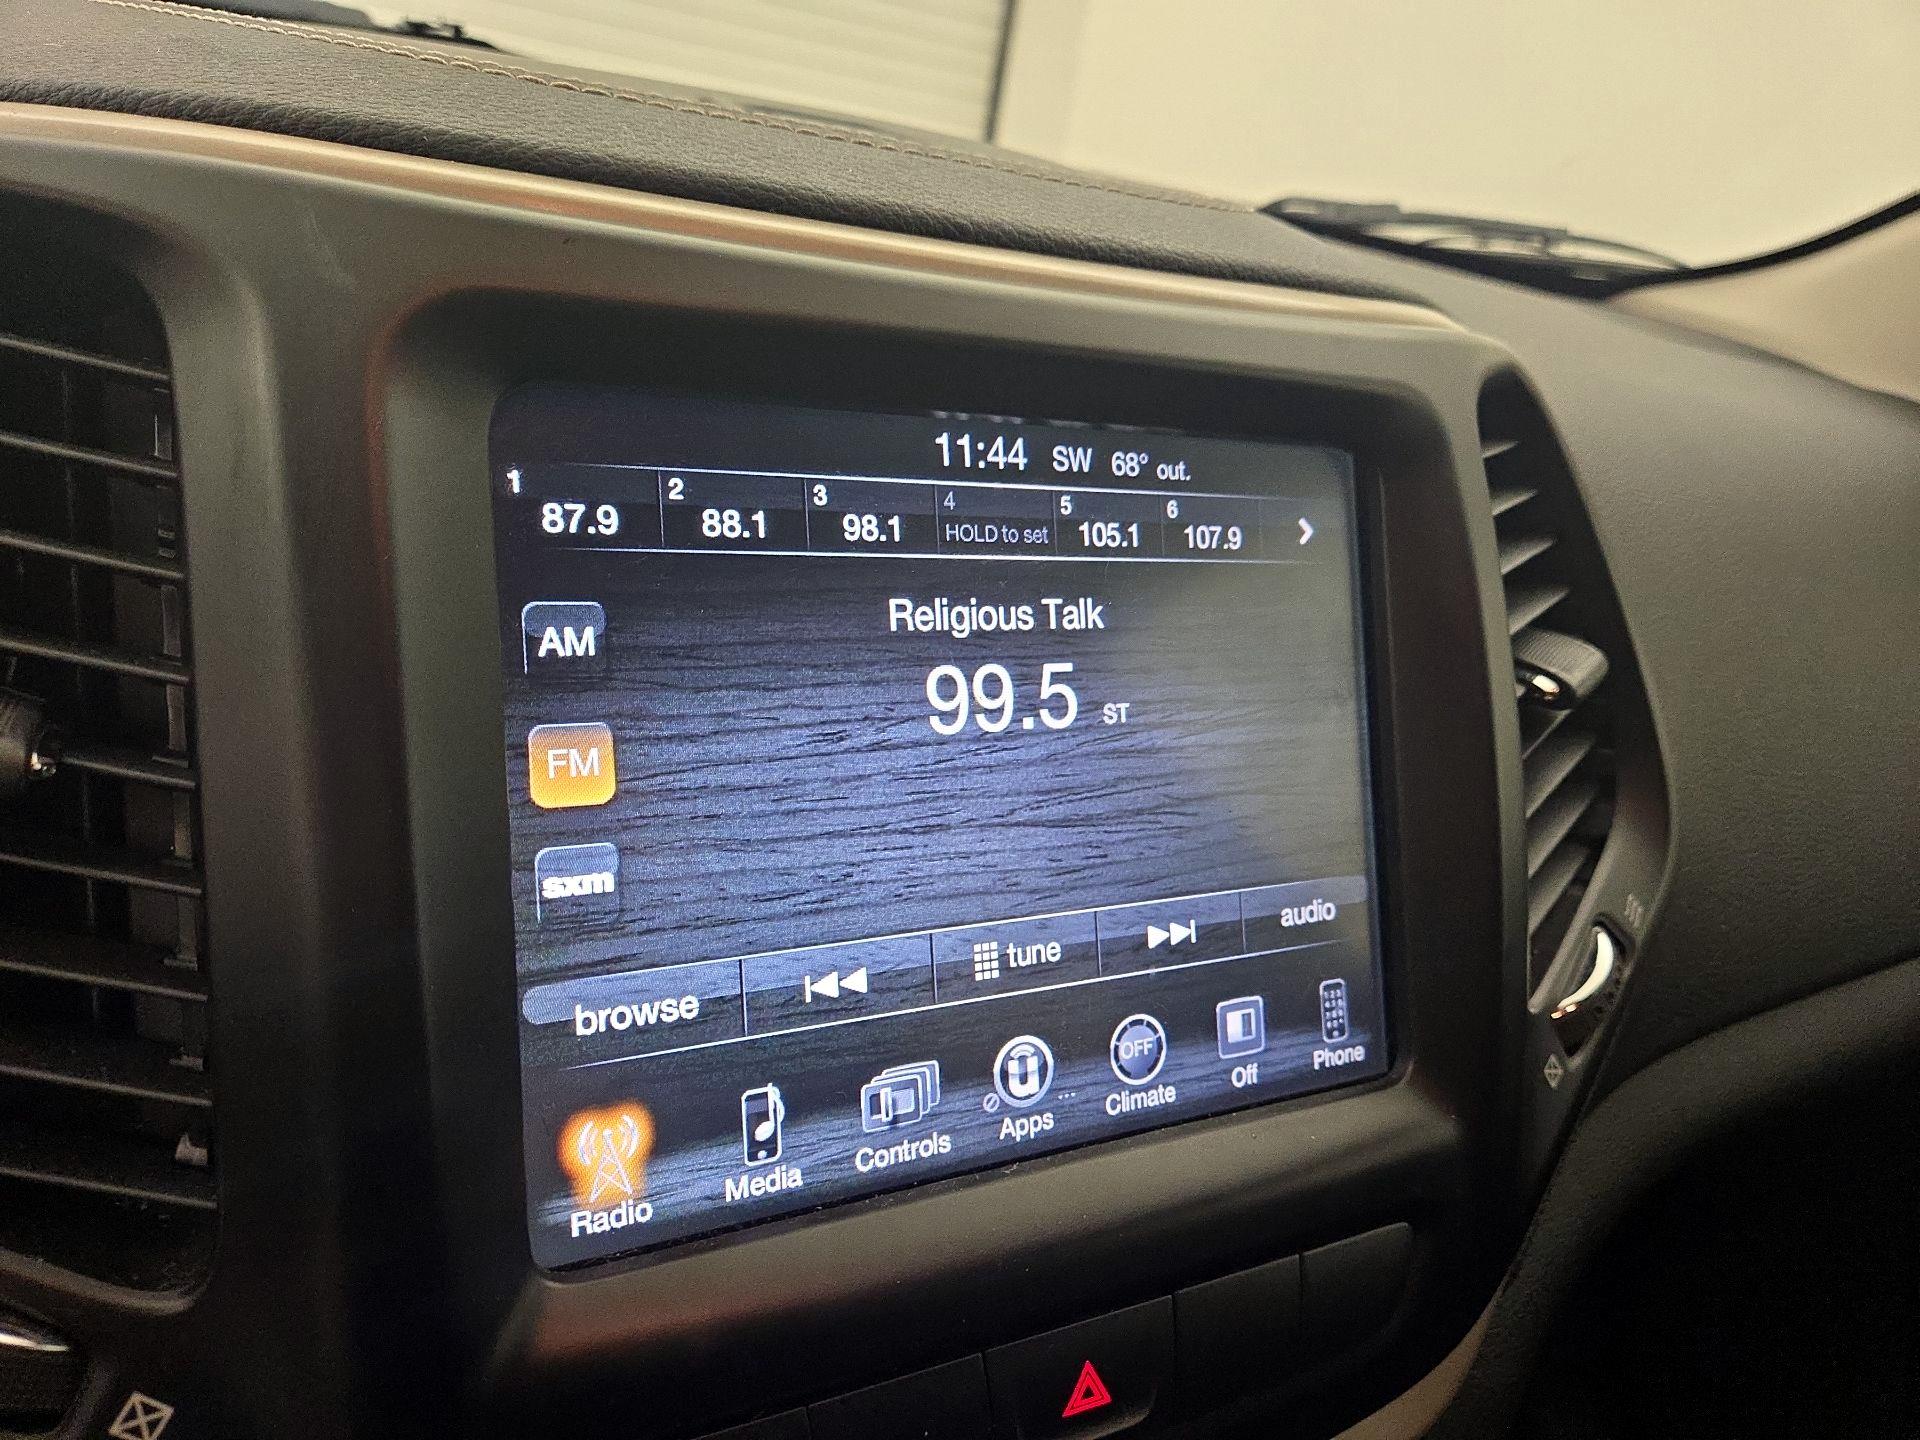 11:44 SW 68° out.
1 2 3 4 5 6
87.9 88.1 98.1 HOLD to set 105.1 107.9
Religious Talk
AM
99.5 ST
FM
sxm
browse tune audio
OFF
Radio Media Controls Apps Climate Off Phone